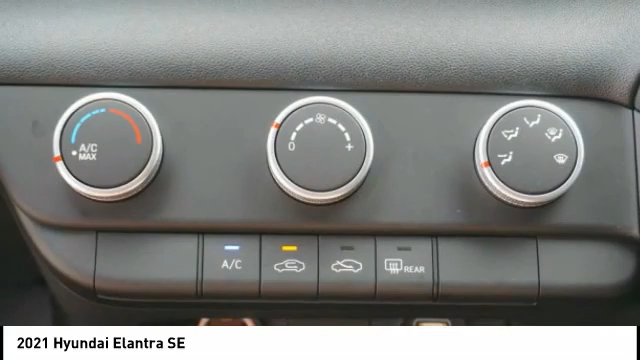 A/C
MAX
0
+
A/C
REAR
2021 Hyundai Elantra SE